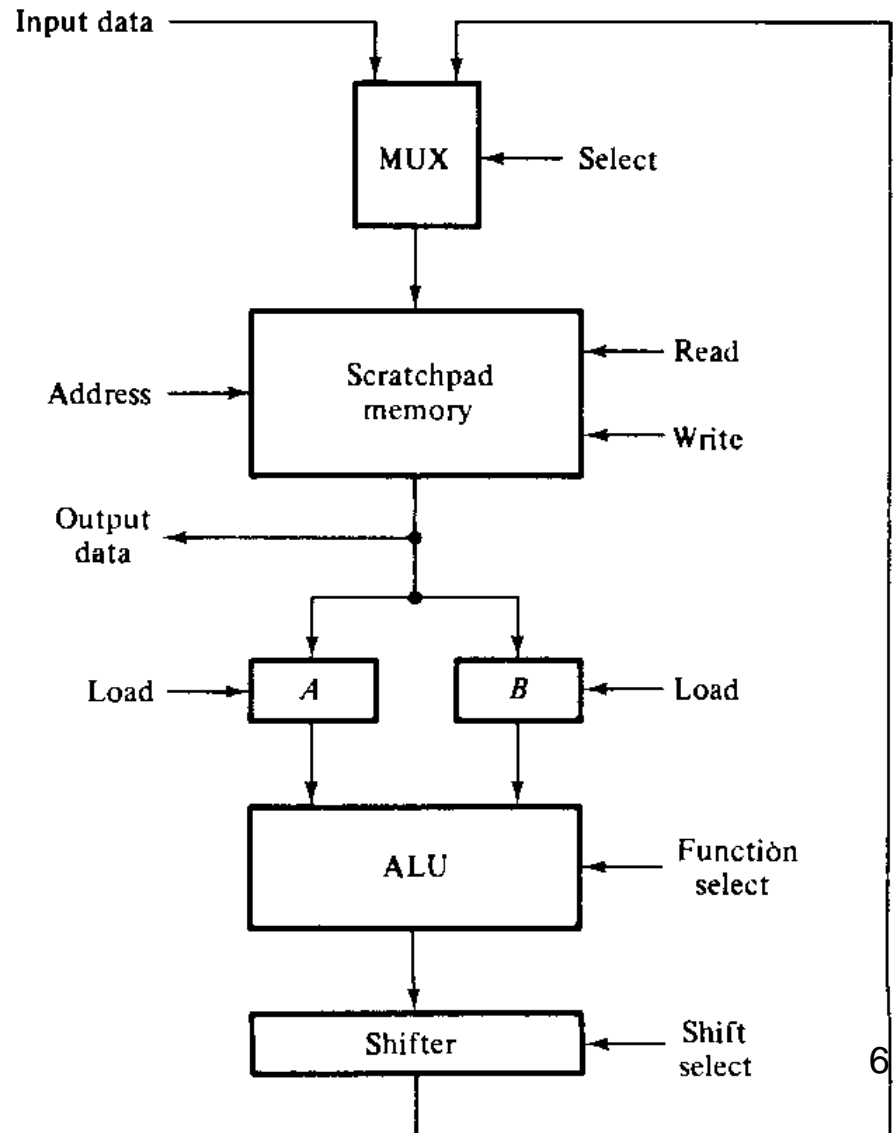 Input data
MUX
Select
Scratchpad
memory
Read
Address
Write
Output
data
Load
A
B
Load
ALU
Function
select
Shifter
Shift
select
6